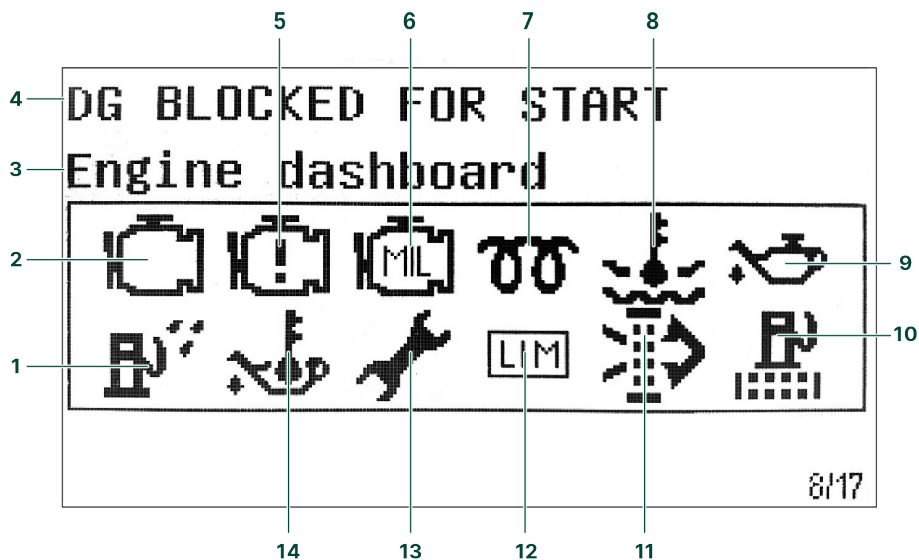 5 6 7 8
4 DG BLOCKED FOR START
3 Engine dashboard
2 ! MIL 9
1 LIM 10
8/17
14 13 12 11